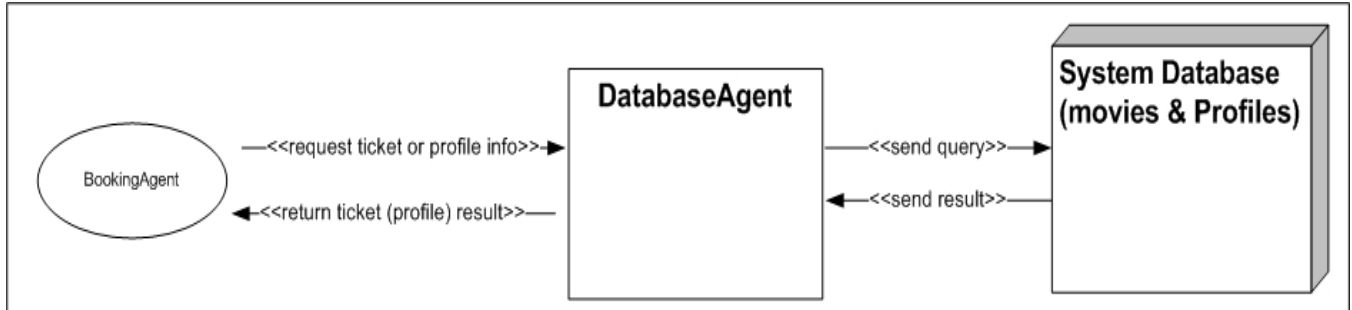 System Database
(movies & Profiles)
DatabaseAgent
<<request ticket or profile info>>
<<send query>>
BookingAgent
<<return ticket (profile) result>>
<<send result>>